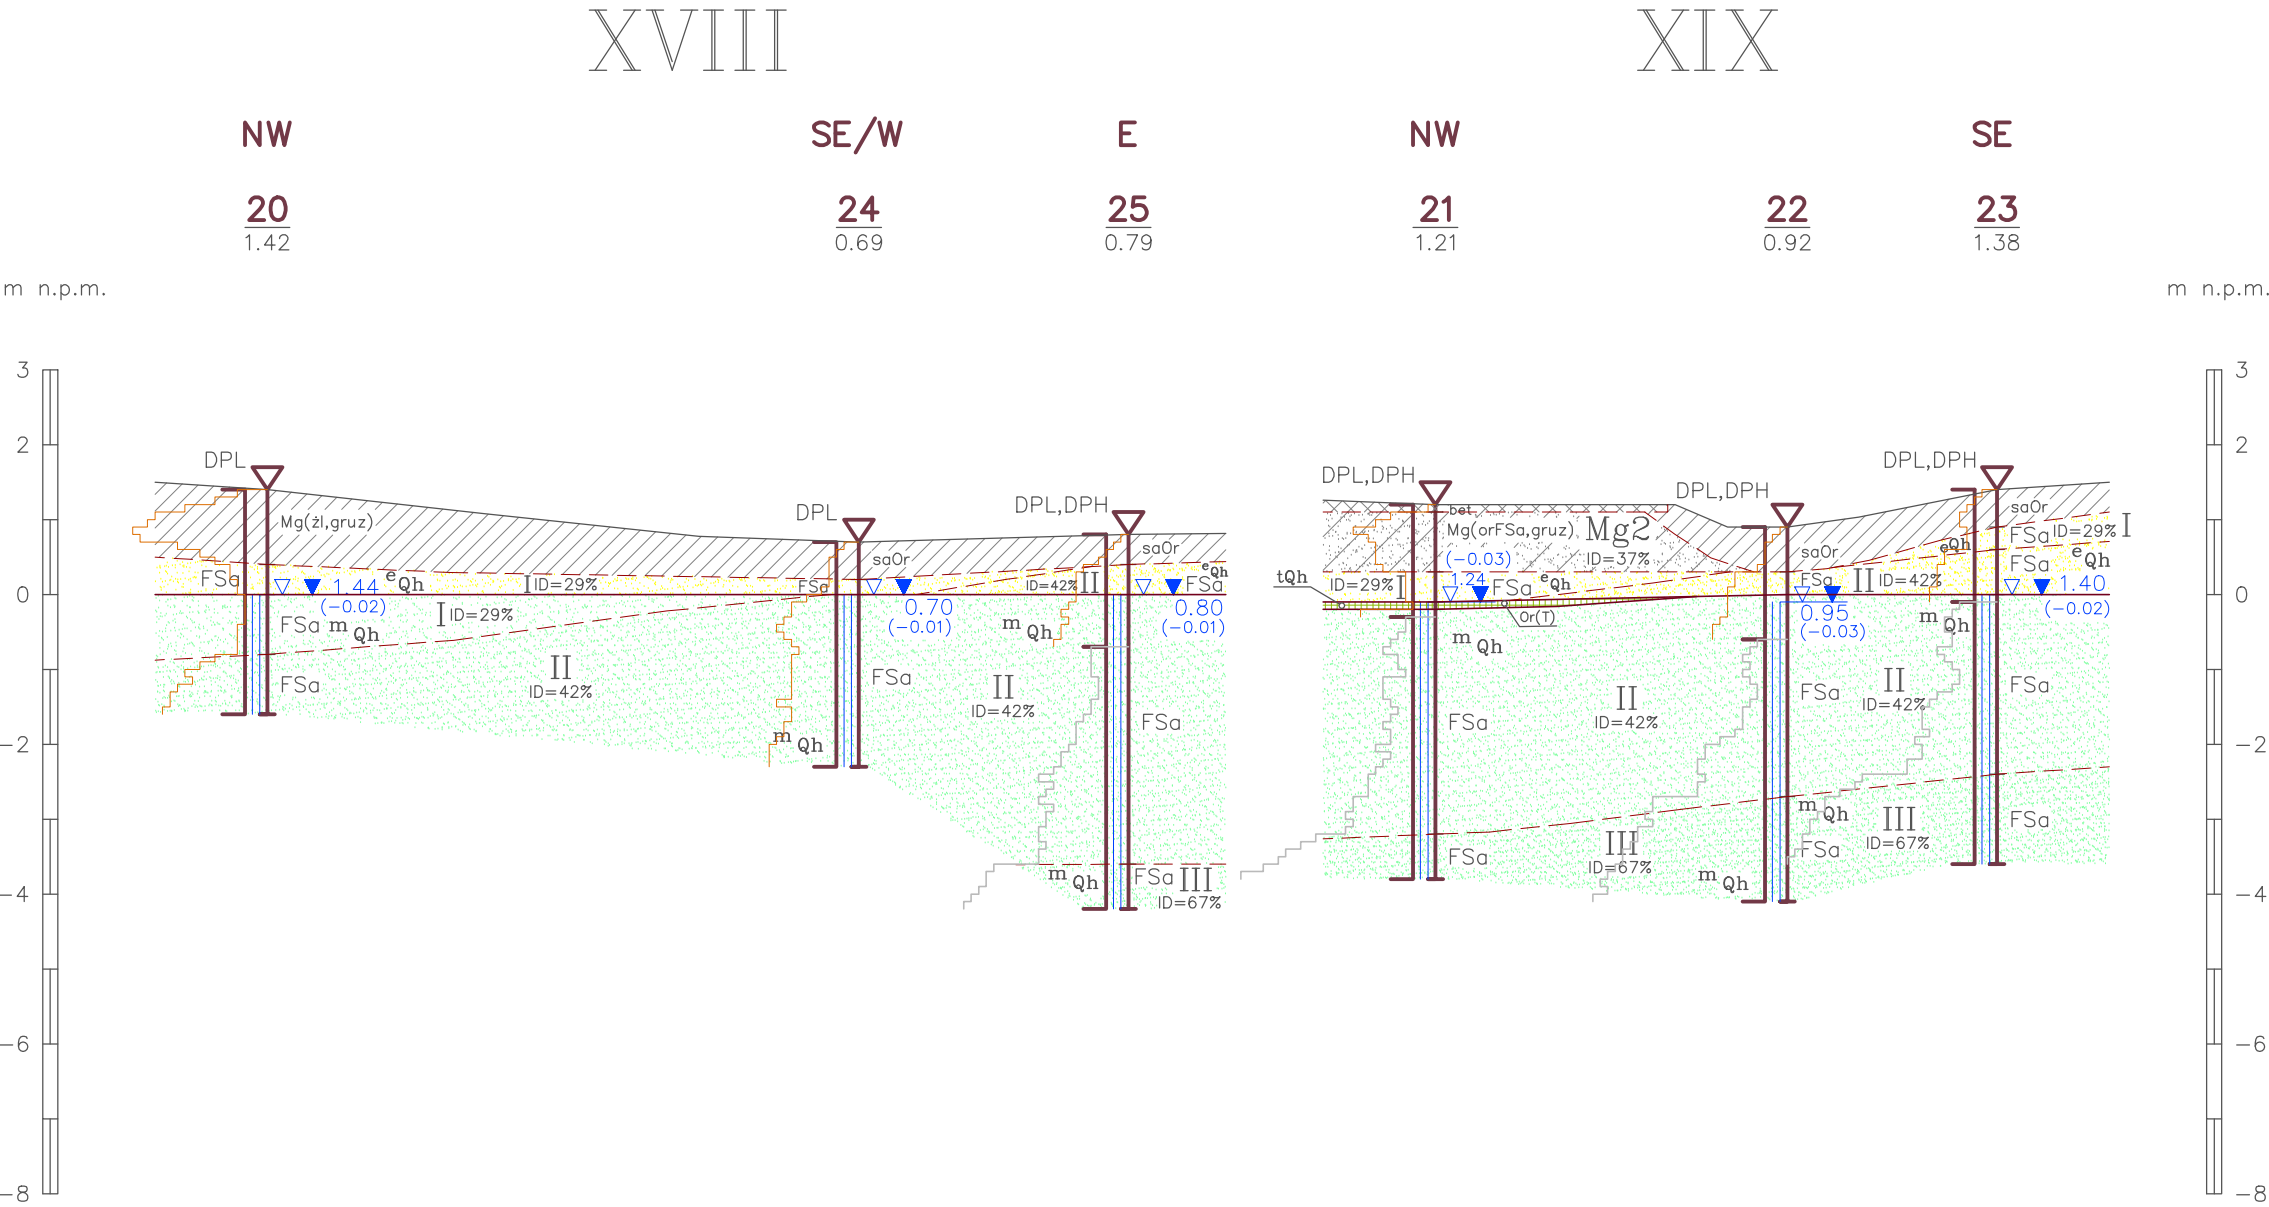 XVIII XIX
NW SE/W E NW SE
20 24 25 21 22 23
1.42 0.69 0.79 1.21 0.92 1.38
m n.p.m. m n.p.m.
3 3
2 2
DPL DPL,DPH DPL,DPH
DPL,DPH
DPL DPL,DPH
bet saOr
Mg(żl,gruz) Mg(orFSa,gruz) Mg2 FSa ID=29% I
saOr saOr (-0.03) ID=37% saOr eQh eQh
FSa eQh I ID=29% FSa ID=42% II eQh FSa tQh ID=29% I 1.24 FSa eQh FSa II ID=42% FSa
1.44 1.40
0 0
(-0.02) 0.70 0.80 Or(T) 0.95 (-0.02)
FSa mQh I ID=29% (-0.01) mQh (-0.01) mQh (-0.03) mQh
II FSa II FSa II FSa II FSa
FSa ID=42% ID=42% FSa FSa ID=42% ID=42%
-2 mQh -2
mQh III FSa
III FSa ID=67%
mQh FSa III FSa ID=67% mQh
-4 ID=67% -4
-6 -6
-8 -8